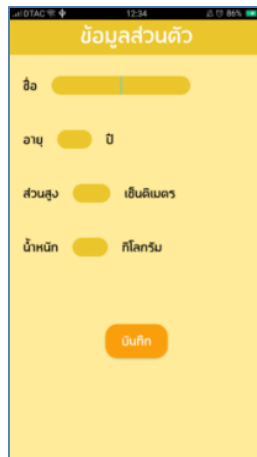 DTAC 12:34 86%
ข้อมูลส่วนตัว
ชื่อ
อายุ ปี
ส่วนสูง เซ็นติเมตร
น้ำหนัก กิโลกรัม
บันทึก